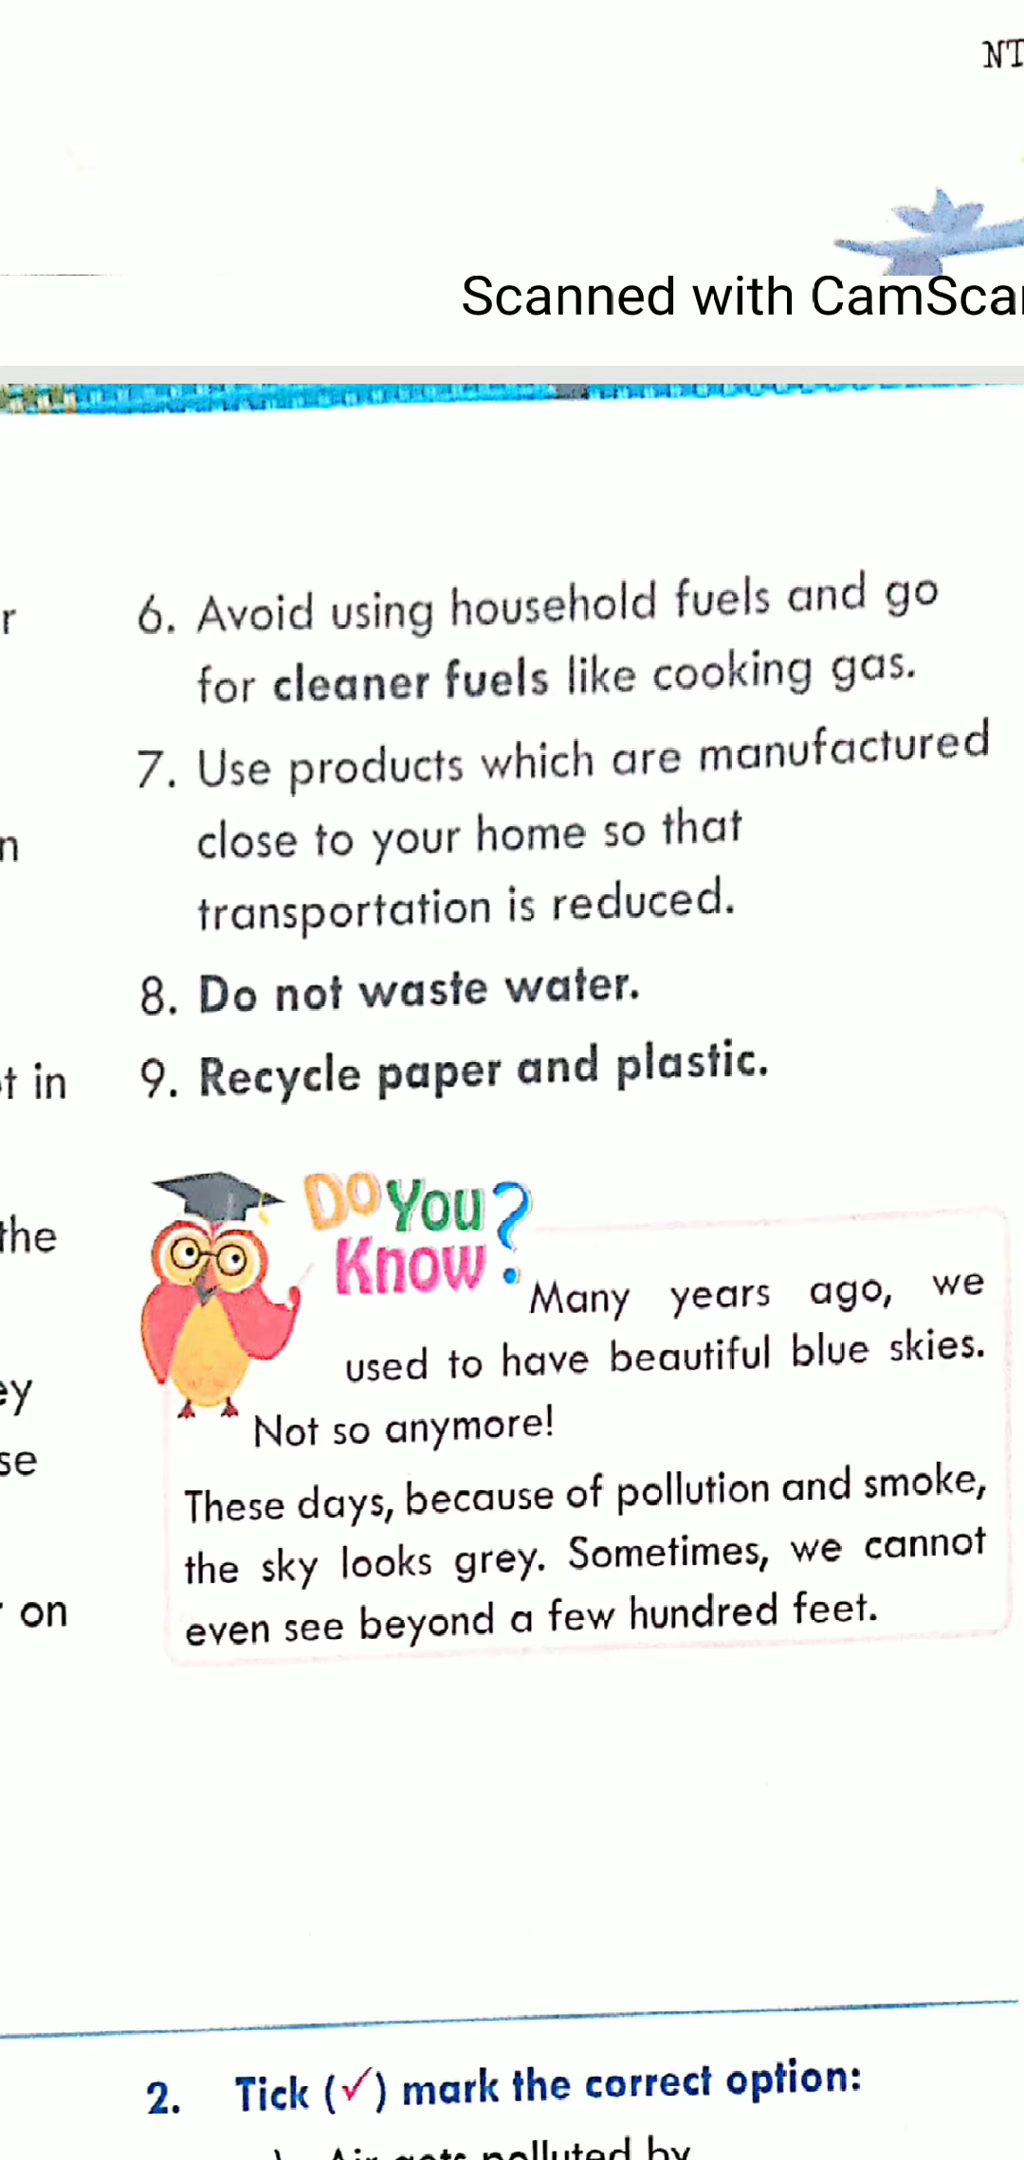 NT
Scanned with CamSca
r
n
t in
the
ey
se
on
6. Avoid using household fuels and go
for cleaner fuels like cooking gas.
7. Use products which are manufactured
close to your home so that
transportation is reduced.
8. Do not waste water.
9. Recycle paper and plastic.
Do You
Know?
Many years ago, we
used to have beautiful blue skies.
Not so anymore!
These days, because of pollution and smoke,
the sky looks grey. Sometimes, we cannot
even see beyond a few hundred feet.
2. Tick (✓) mark the correct option:
Air gets polluted by